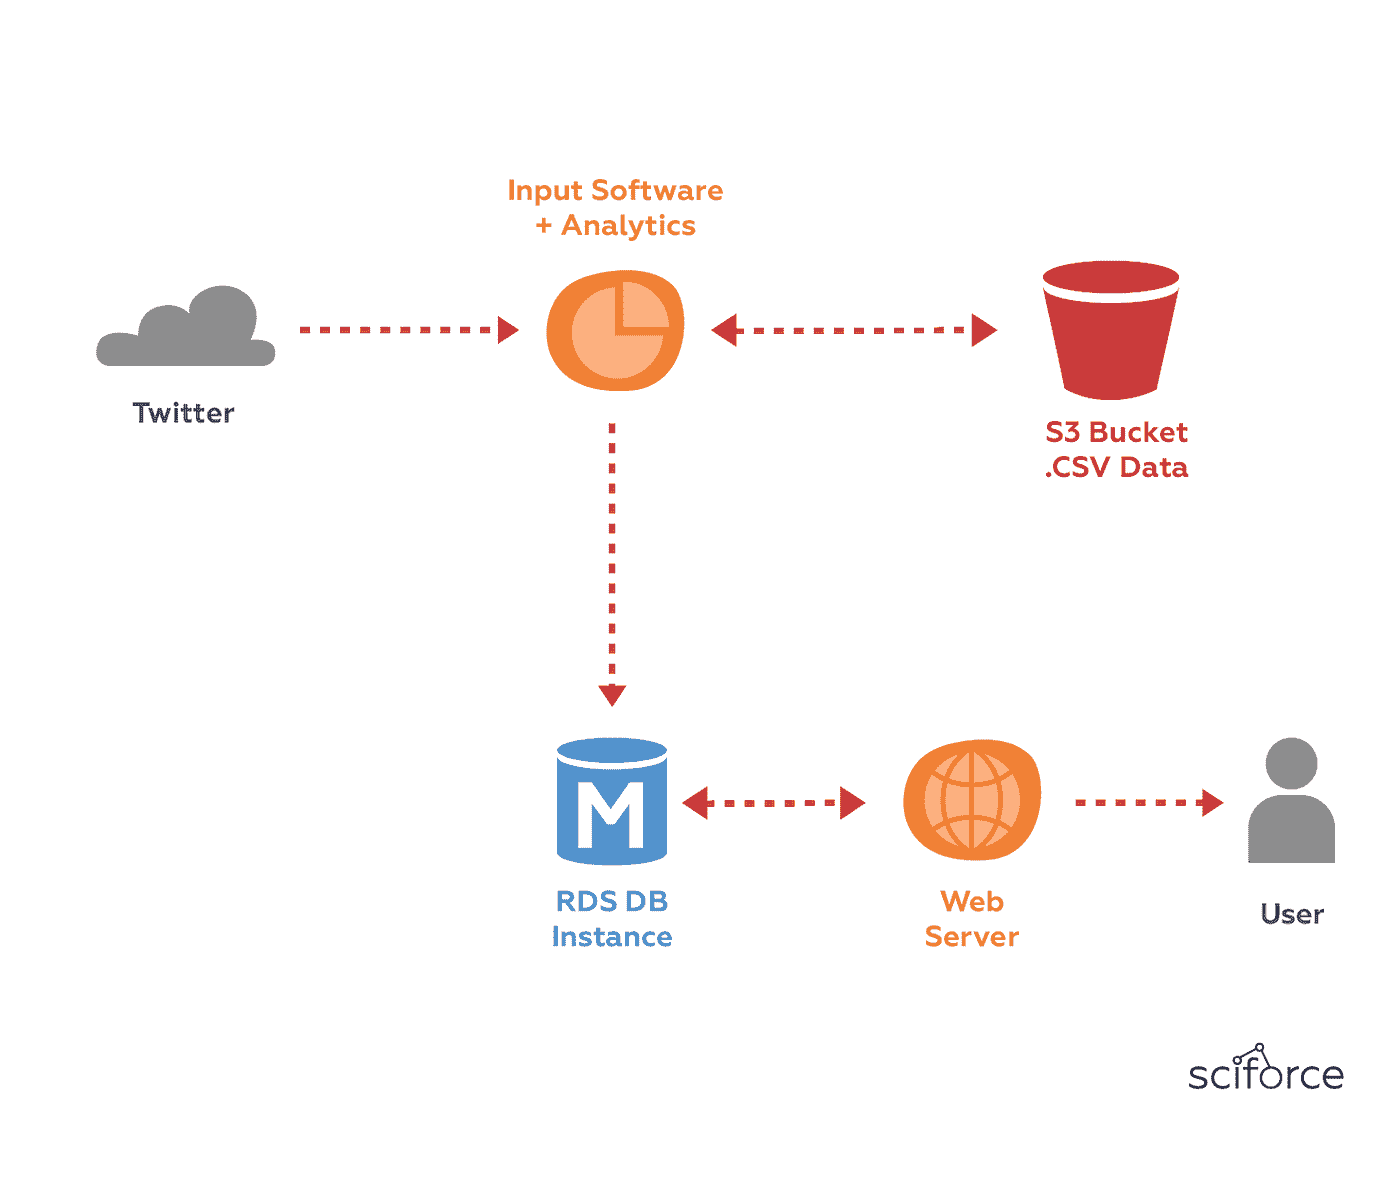 Input Software
+ Analytics
Twitter
S3 Bucket
.CSV Data
M
RDS DB
Instance
Web
Server
User
sciforce